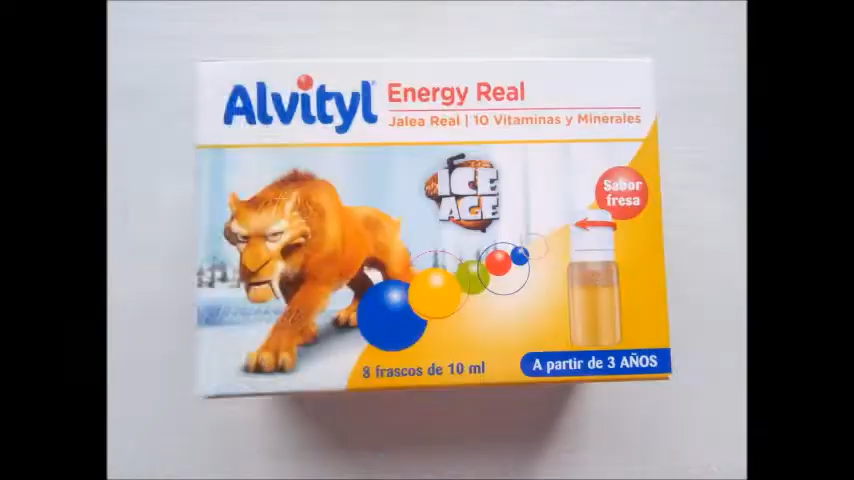 Alvityl
Energy Real
Jalea Real | 10 Vitaminas y Minerales
ICE
AGE
Sabor
fresa
8 frascos de 10 ml
A partir de 3 AÑOS